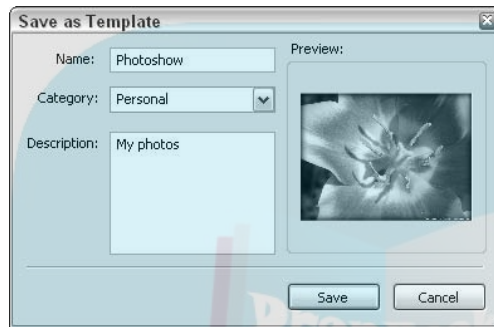 Save as Template
Name: Photoshow
Preview:
Category: Personal
Description: My photos
Save
Cancel